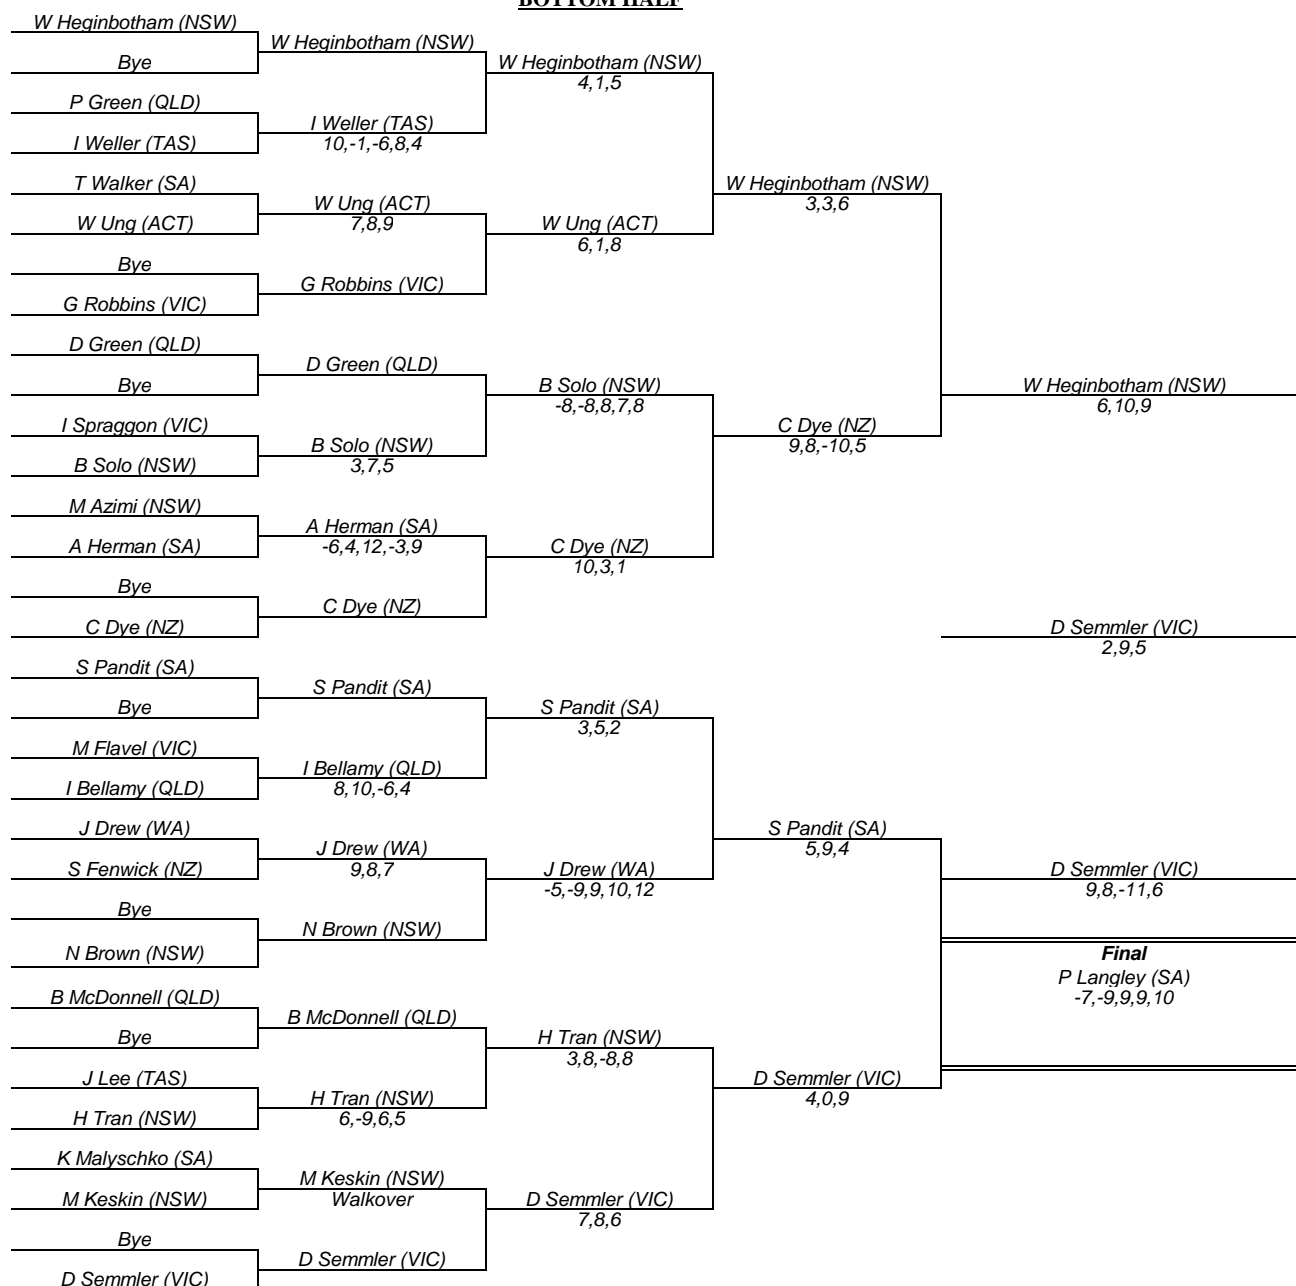 BOTTOM HALF
W Heginbotham (NSW)
Bye
P Green (QLD)
I Weller (TAS)
T Walker (SA)
W Ung (ACT)
Bye
G Robbins (VIC)
D Green (QLD)
Bye
I Spraggon (VIC)
B Solo (NSW)
M Azimi (NSW)
A Herman (SA)
Bye
C Dye (NZ)
S Pandit (SA)
Bye
M Flavel (VIC)
I Bellamy (QLD)
J Drew (WA)
S Fenwick (NZ)
Bye
N Brown (NSW)
B McDonnell (QLD)
Bye
J Lee (TAS)
H Tran (NSW)
K Malyschko (SA)
M Keskin (NSW)
Bye
D Semmler (VIC)
W Heginbotham (NSW)
I Weller (TAS)
10,-1,-6,8,4
W Ung (ACT)
7,8,9
G Robbins (VIC)
D Green (QLD)
B Solo (NSW)
3,7,5
A Herman (SA)
-6,4,12,-3,9
C Dye (NZ)
S Pandit (SA)
I Bellamy (QLD)
8,10,-6,4
J Drew (WA)
9,8,7
N Brown (NSW)
B McDonnell (QLD)
H Tran (NSW)
6,-9,6,5
M Keskin (NSW)
Walkover
D Semmler (VIC)
W Heginbotham (NSW)
4,1,5
W Ung (ACT)
6,1,8
B Solo (NSW)
-8,-8,8,7,8
C Dye (NZ)
10,3,1
S Pandit (SA)
3,5,2
J Drew (WA)
-5,-9,9,10,12
H Tran (NSW)
3,8,-8,8
D Semmler (VIC)
7,8,6
W Heginbotham (NSW)
3,3,6
C Dye (NZ)
9,8,-10,5
S Pandit (SA)
5,9,4
D Semmler (VIC)
4,0,9
W Heginbotham (NSW)
6,10,9
D Semmler (VIC)
2,9,5
D Semmler (VIC)
9,8,-11,6
Final
P Langley (SA)
-7,-9,9,9,10